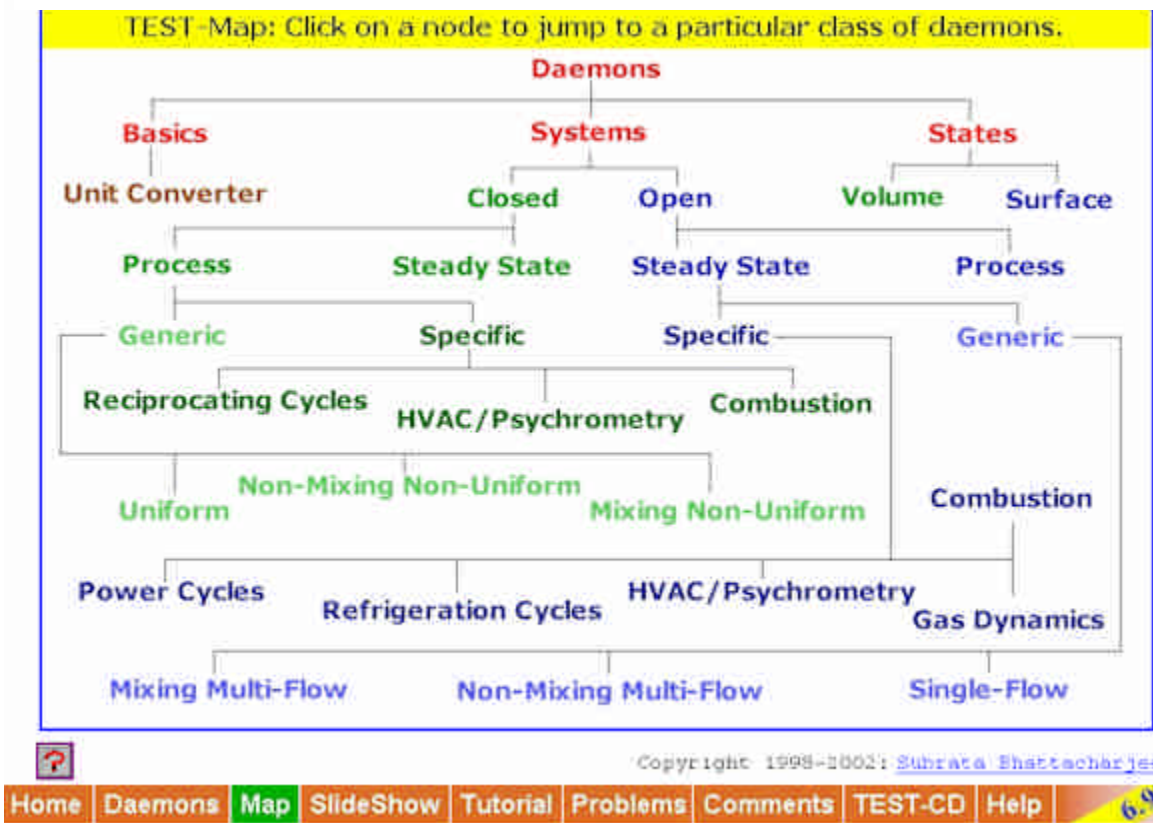 TEST-Map: Click on a node to jump to a particular class of daemons.
Daemons
Basics Systems States
Unit Converter Closed Open Volume Surface
Process Steady State Steady State Process
Generic Specific Specific Generic
Reciprocating Cycles HVAC/Psychrometry Combustion
Uniform Non-Mixing Non-Uniform Mixing Non-Uniform
Combustion
Power Cycles Refrigeration Cycles HVAC/Psychrometry Gas Dynamics
Mixing Multi-Flow Non-Mixing Multi-Flow Single-Flow
?
Copyright 1998-2002: Subrata Bhattacharjee
Home Daemons Map SlideShow Tutorial Problems Comments TEST-CD Help 6.9